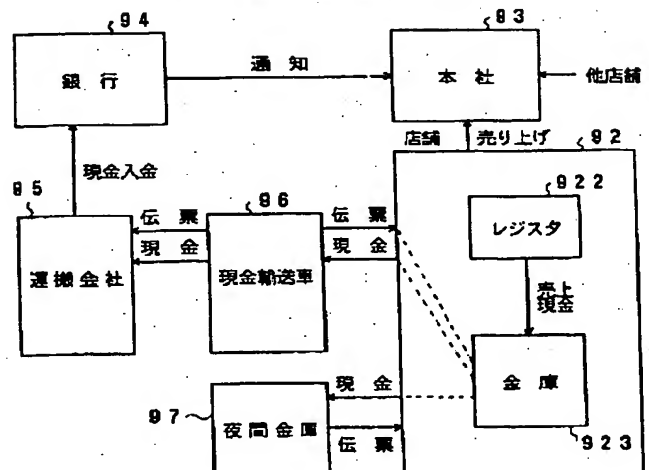 94
銀行
通知
93
本社
他店舗
店舗 売り上げ
92
現金入金
95
運搬会社
伝票
現金
96
現金輸送車
伝票
現金
922
レジスタ
売上
現金
金庫
923
現金
97
夜間金庫
伝票